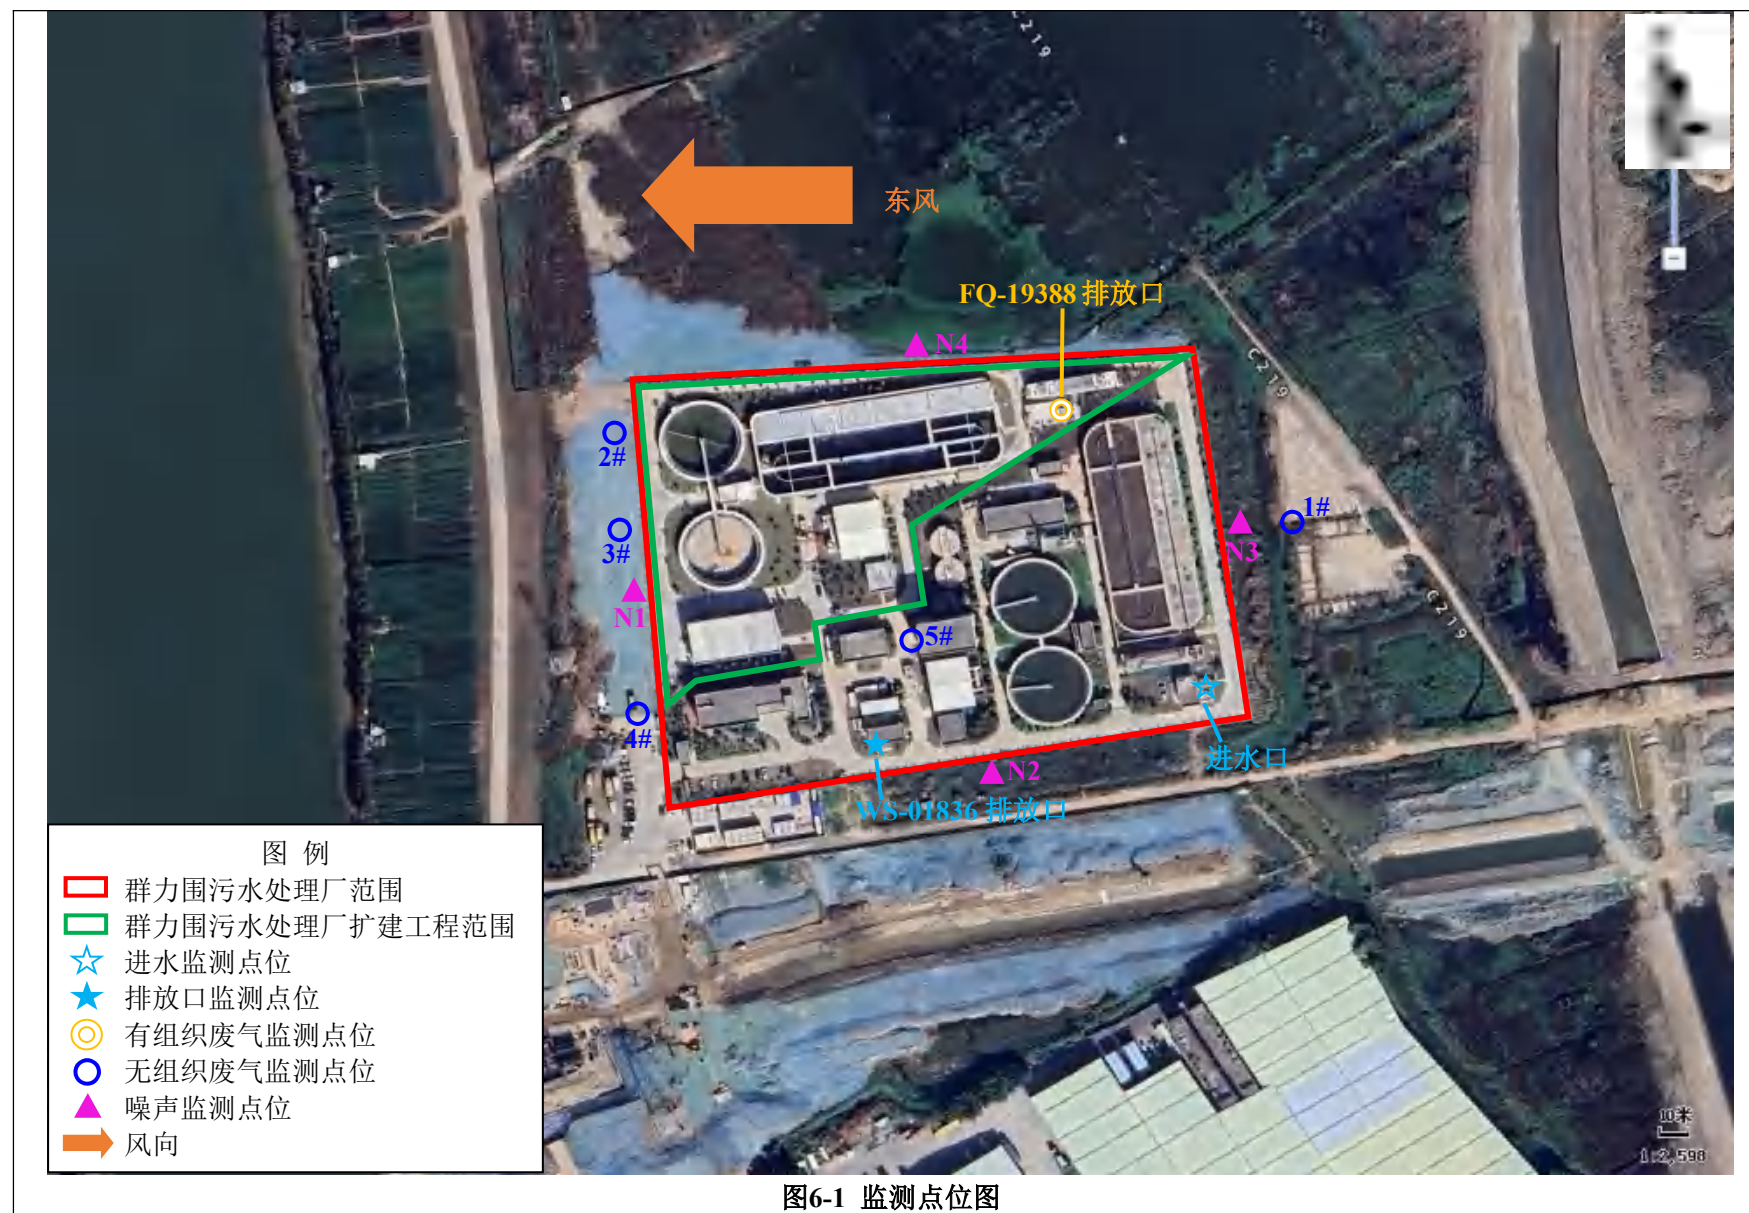 C219
东风
FQ-19388 排放口
N4
C219
2#
1#
3#
N3
N1
C219
5#
4#
进水口
N2
WS-01836 排放口
图 例
群力围污水处理厂范围
群力围污水处理厂扩建工程范围
进水监测点位
排放口监测点位
有组织废气监测点位
无组织废气监测点位
噪声监测点位
风向
10米
1:2,598
图6-1 监测点位图